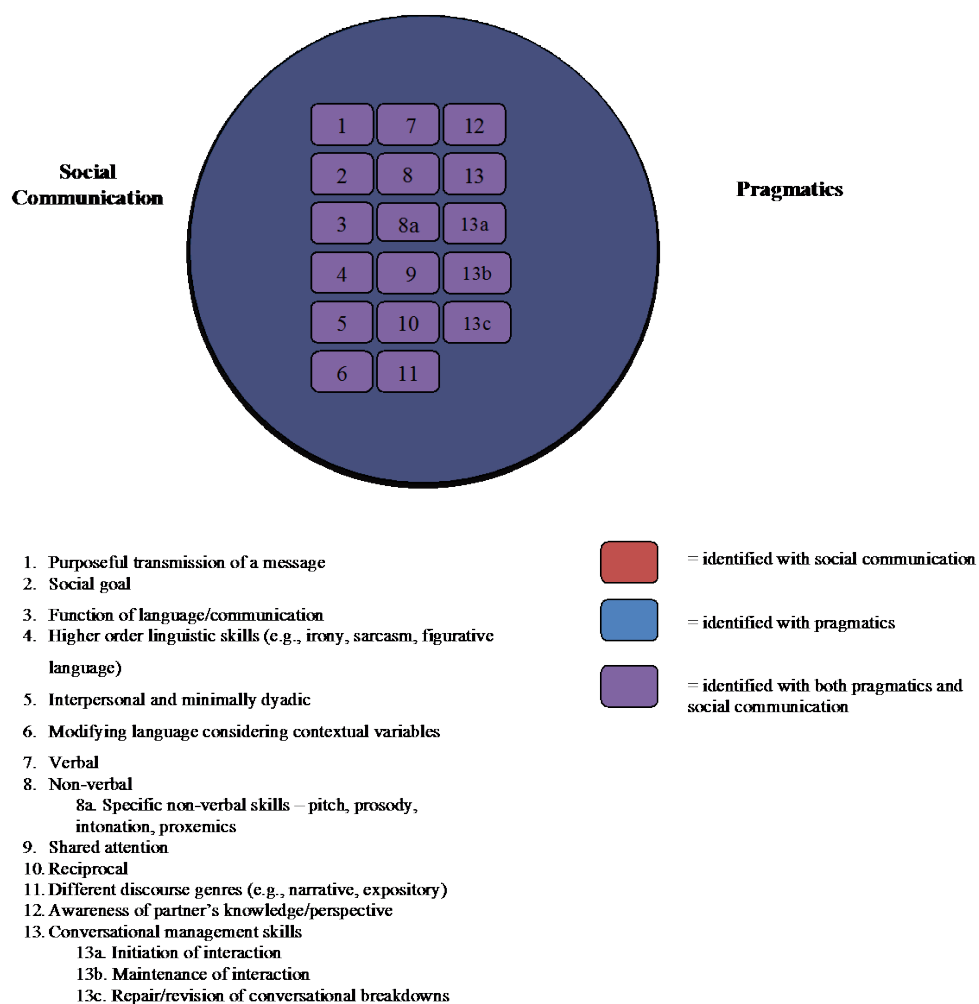 1 7 12
Social
Communication
2 8 13
Pragmatics
3 8a 13a
4 9 13b
5 10 13c
6 11
1. Purposeful transmission of a message
2. Social goal
3. Function of language/communication
4. Higher order linguistic skills (e.g., irony, sarcasm, figurative
language)
5. Interpersonal and minimally dyadic
6. Modifying language considering contextual variables
7. Verbal
8. Non-verbal
8a. Specific non-verbal skills – pitch, prosody,
intonation, proxemics
9. Shared attention
10. Reciprocal
11. Different discourse genres (e.g., narrative, expository)
12. Awareness of partner's knowledge/perspective
13. Conversational management skills
13a. Initiation of interaction
13b. Maintenance of interaction
13c. Repair/revision of conversational breakdowns
= identified with social communication
= identified with pragmatics
= identified with both pragmatics and
social communication